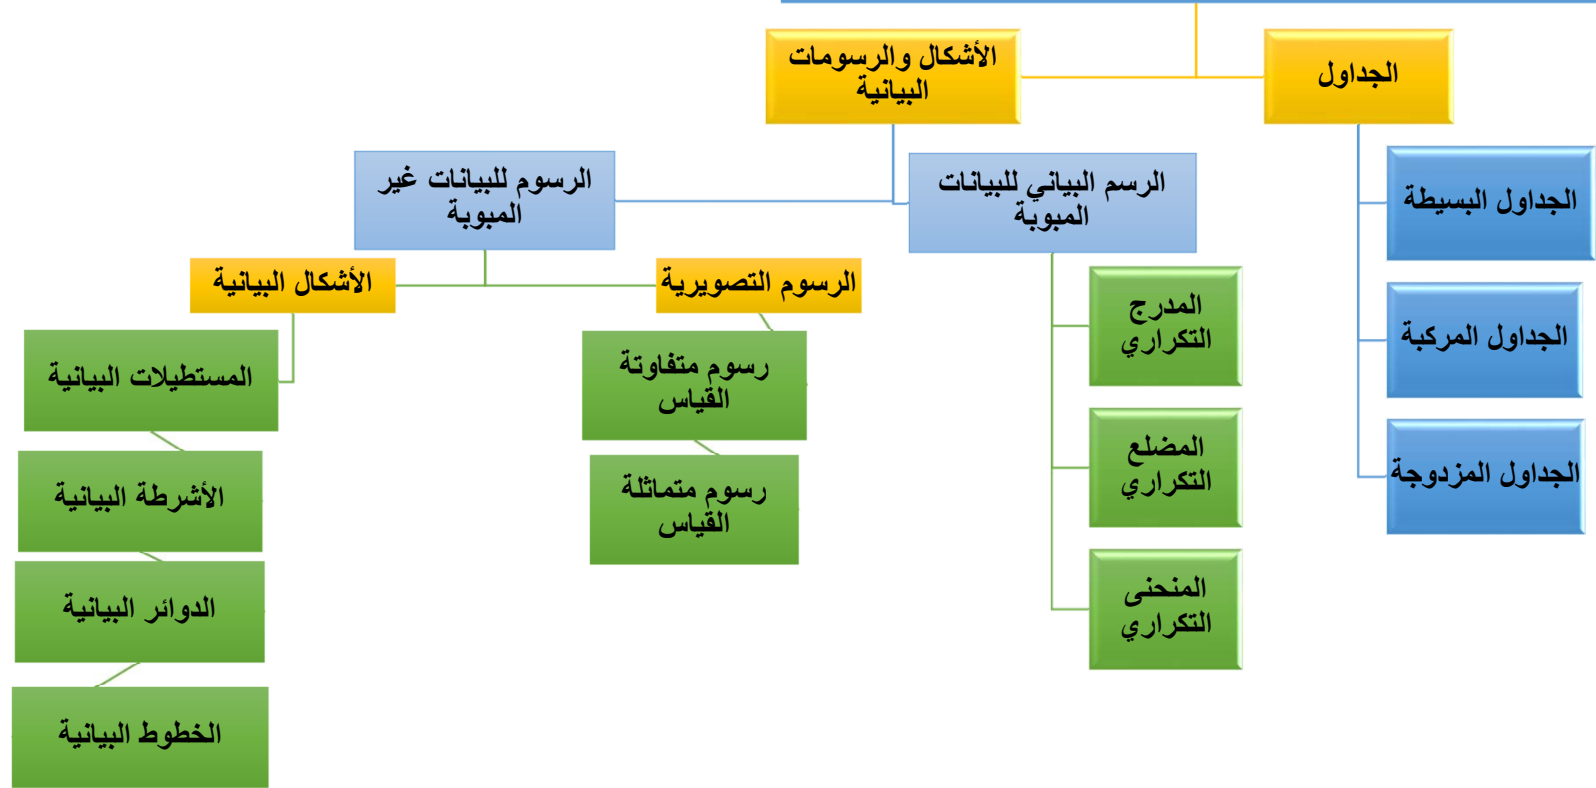 الجداول
الأشكال والرسومات
البيانية
الجداول البسيطة
الجداول المركبة
الجداول المزدوجة
الرسم البياني للبيانات
المبوبة
المدرج
التكراري
المضلع
التكراري
المنحنى
التكراري
الرسوم للبيانات غير
المبوبة
الرسوم التصويرية
رسوم متفاوتة
القياس
رسوم متماثلة
القياس
الأشكال البيانية
المستطيلات البيانية
الأشرطة البيانية
الدوائر البيانية
الخطوط البيانية